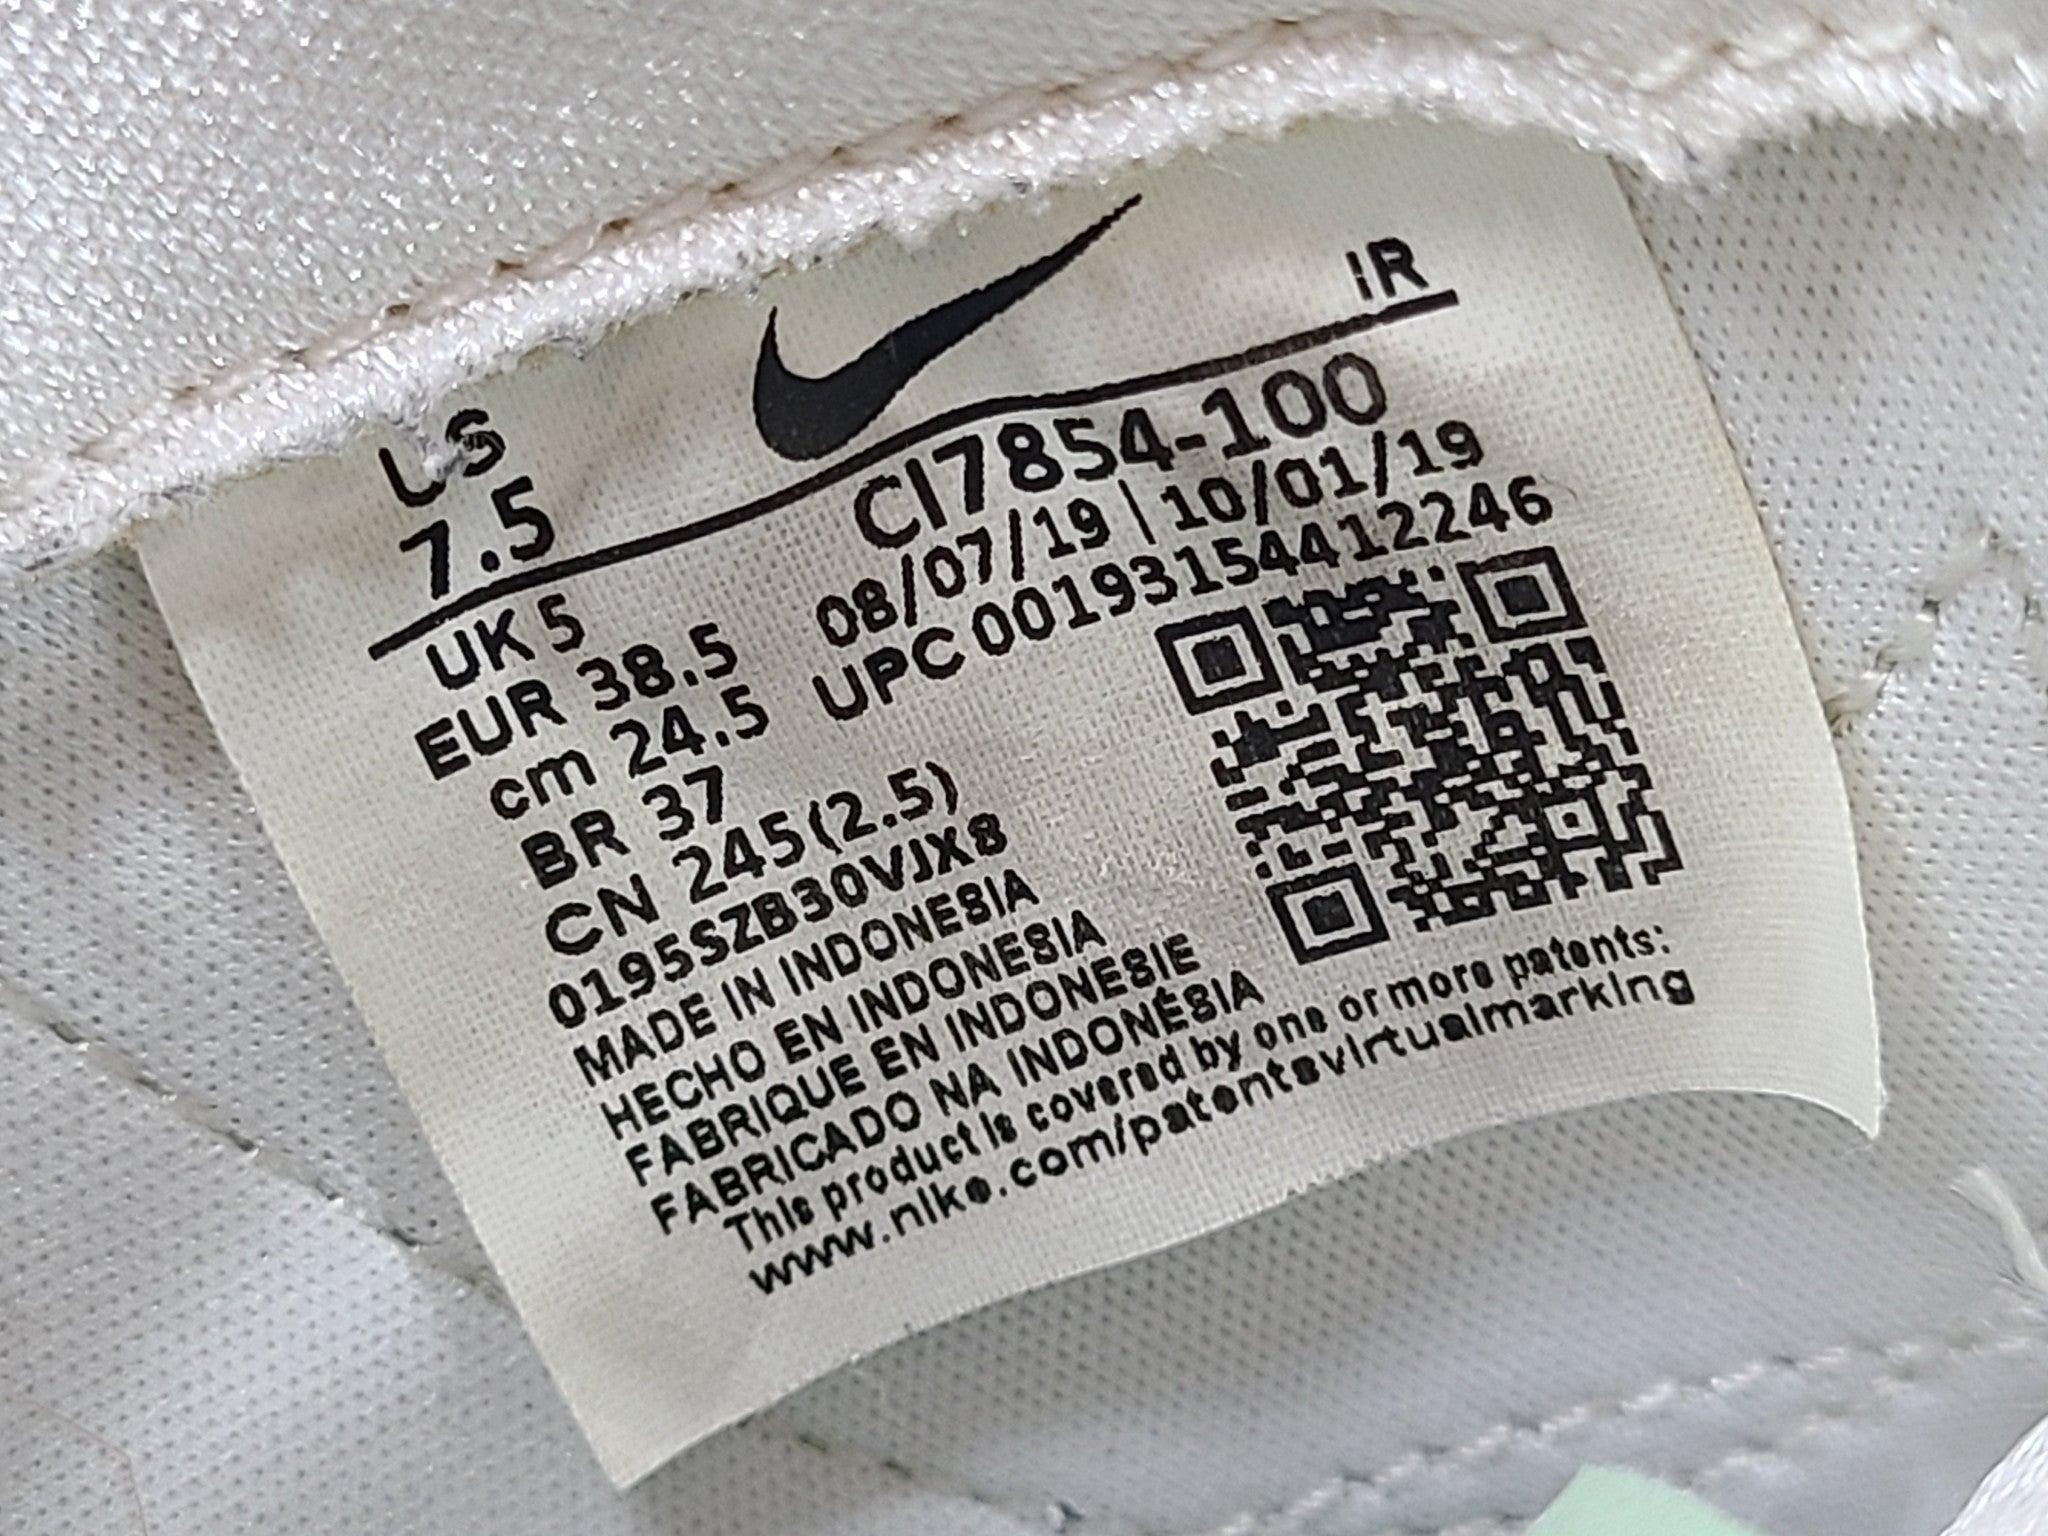 IR
US
7.5
CI7854-100
08/07/19 | 10/01/19
UPC 00193154412246
UK 5
EUR 38.5
cm 24.5
BR 37
CN 245(2.5)
0195SZB30VJX8
MADE IN INDONESIA
HECHO EN INDONESIA
FABRIQUE EN INDONESIE
FABRICADO NA INDONÉSIA
This product is covered by one or more patents:
www.nike.com/patentsvirtualmarking